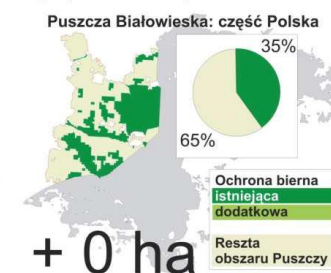 Puszcza Białowieska: część Polska
35%
65%
Ochrona bierna
istniejąca
dodatkowa
Reszta
obszaru Puszczy
+ 0 ha